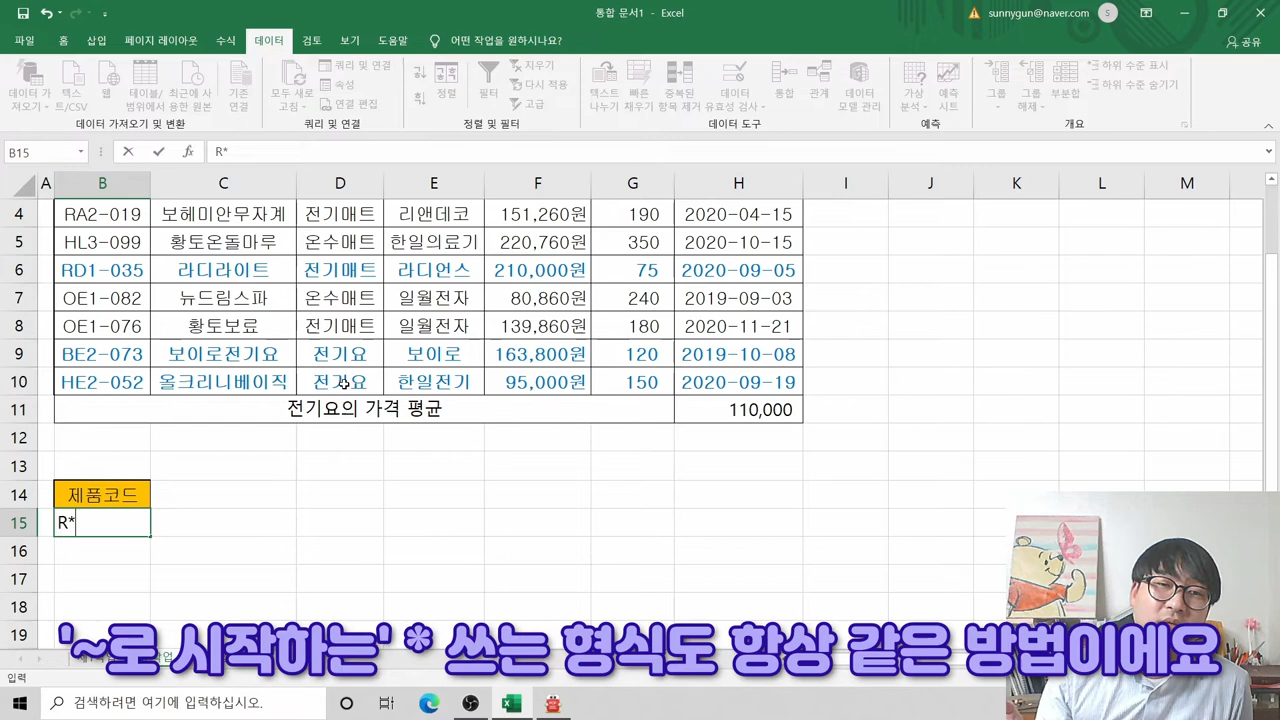 통합 문서1 - Excel
sunnygun@naver.com
S
파일 홈 삽입 페이지 레이아웃 수식 데이터 검토 보기 도움말 어떤 작업을 원하시나요? 공유
데이터 가져오기 텍스트/CSV 웹 테이블/범위에서 최근에 사용한 원본 기존 연결
모두 새로 고침 쿼리 및 연결 속성 연결 편집
정렬 필터 지우기 다시 적용 고급
텍스트 나누기 빠른 채우기 중복된 항목 제거 데이터 유효성 검사 통합 관계 데이터 모델 관리
가상 분석 예측 시트 그룹 그룹 해제 부분합 하위 수준 표시 하위 수준 숨기기
데이터 가져오기 및 변환 쿼리 및 연결 정렬 및 필터 데이터 도구 예측 개요
B15 fx R*
A B C D E F G H I J K L M
4 RA2-019 보헤미안무자계 전기매트 리앤데코 151,260원 190 2020-04-15
5 HL3-099 황토온돌마루 온수매트 한일의료기 220,760원 350 2020-10-15
6 RD1-035 라디라이트 전기매트 라디언스 210,000원 75 2020-09-05
7 OE1-082 뉴드림스파 온수매트 일월전자 80,860원 240 2019-09-03
8 OE1-076 황토보료 전기매트 일월전자 139,860원 180 2020-11-21
9 BE2-073 보이로전기요 전기요 보이로 163,800원 120 2019-10-08
10 HE2-052 올크리니베이직 전기요 한일전기 95,000원 150 2020-09-19
11 전기요의 가격 평균 110,000
12
13
14 제품코드
15 R*
16
17
18
19
'~로 시작하는' * 쓰는 형식도 항상 같은 방법이에요
입력
검색하려면 여기에 입력하십시오.